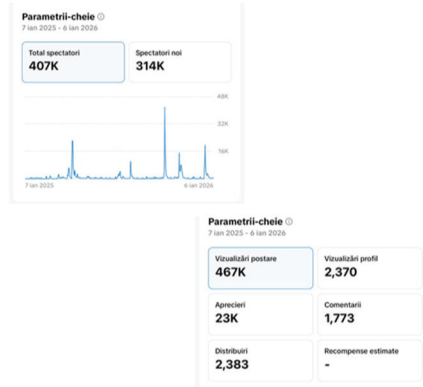 Parametrii-cheie
7 ian 2025 - 6 ian 2026
Total spectatori
407K
Spectatori noi
314K
48K
32K
16K
7 ian 2025
6 ian 2026
Parametrii-cheie
7 ian 2025 - 6 ian 2026
Vizualizări postare
467K
Vizualizări profil
2,370
Aprecieri
23K
Comentarii
1,773
Distribuiri
2,383
Recompense estimate
-